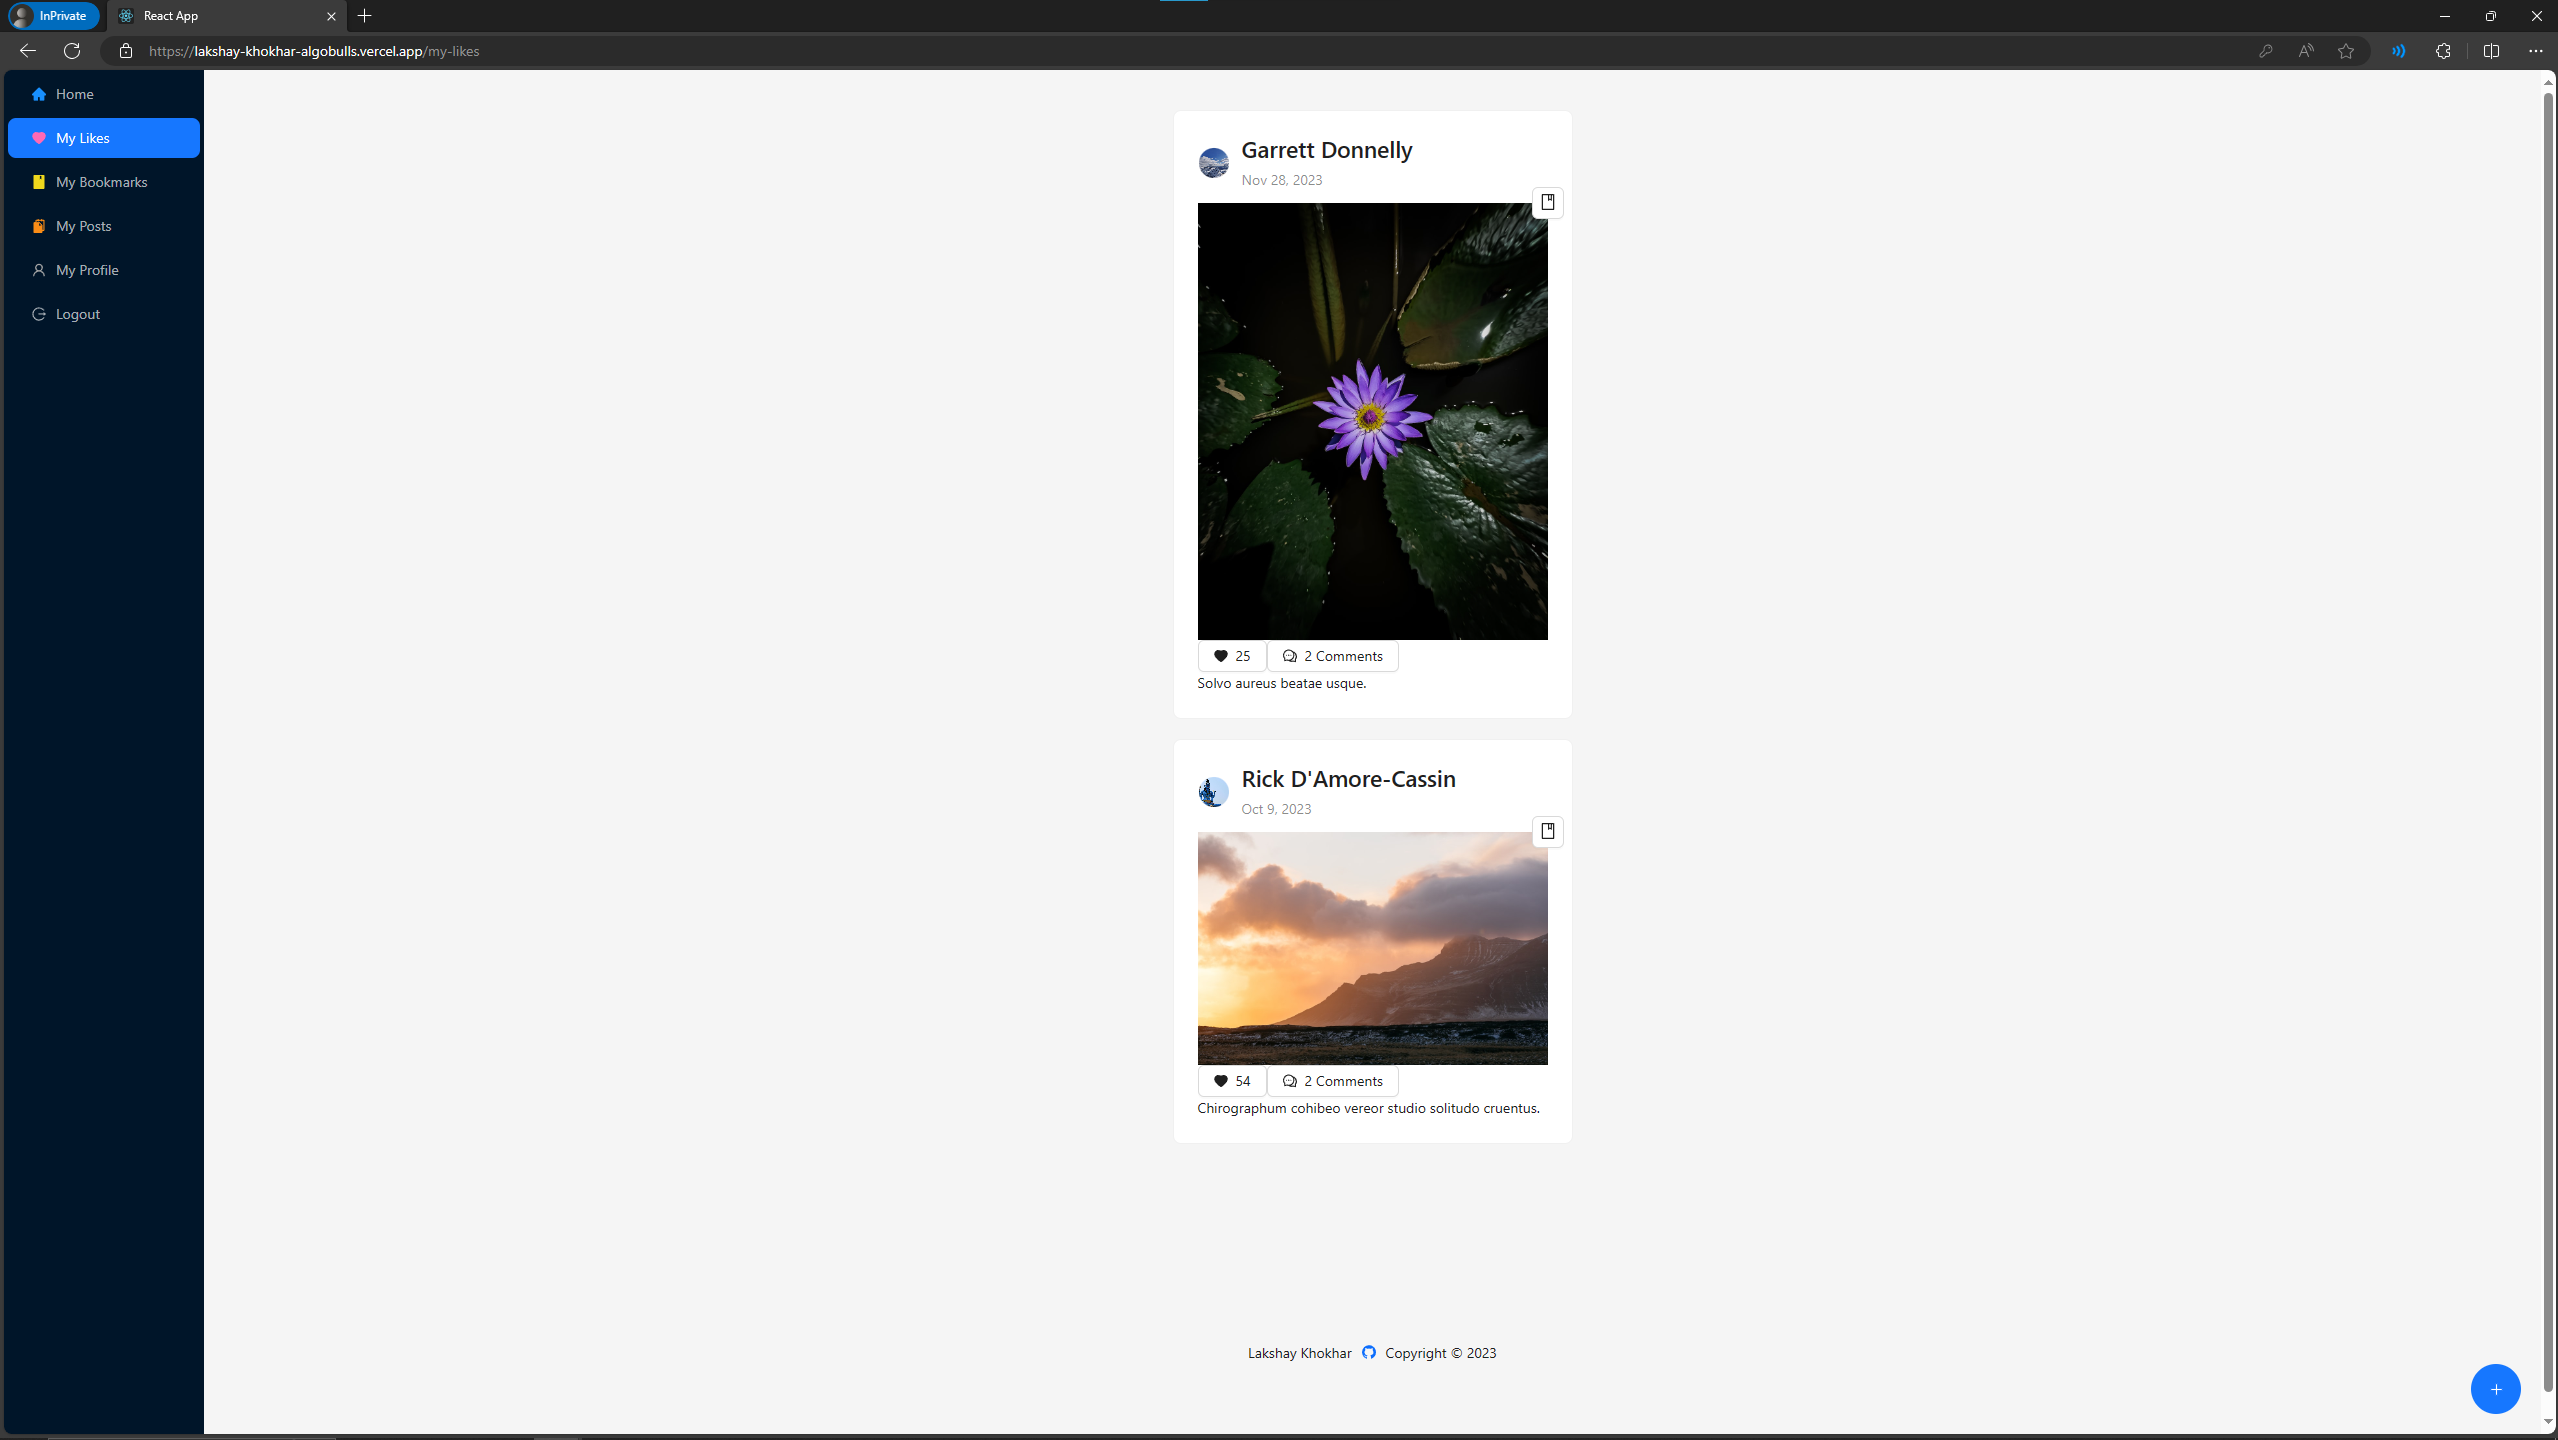 InPrivate
React App
https://lakshay-khokhar-algobulls.vercel.app/my-likes
Home
My Likes
My Bookmarks
My Posts
My Profile
Logout
Garrett Donnelly
Nov 28, 2023
25
2 Comments
Solvo aureus beatae usque.
Rick D'Amore-Cassin
Oct 9, 2023
54
2 Comments
Chirographum cohibeo vereor studio solitudo cruentus.
Lakshay Khokhar Copyright © 2023